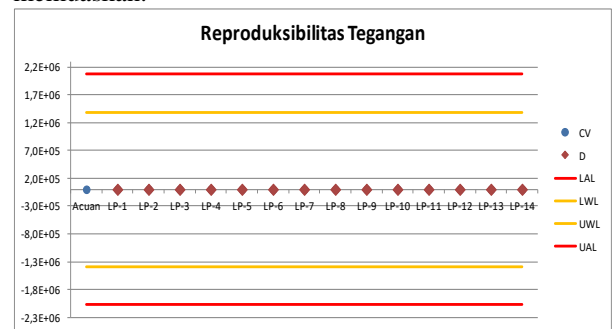 Reproduksibilitas Tegangan
2,2E+06
1,7E+06
1,2E+06
7,0E+05
2,0E+05
-3,0E+05
-8,0E+05
-1,3E+06
-1,8E+06
-2,3E+06
Acuan LP-1 LP-2 LP-3 LP-4 LP-5 LP-6 LP-7 LP-8 LP-9 LP-10 LP-11 LP-12 LP-13 LP-14
CV
D
LAL
LWL
UWL
UAL